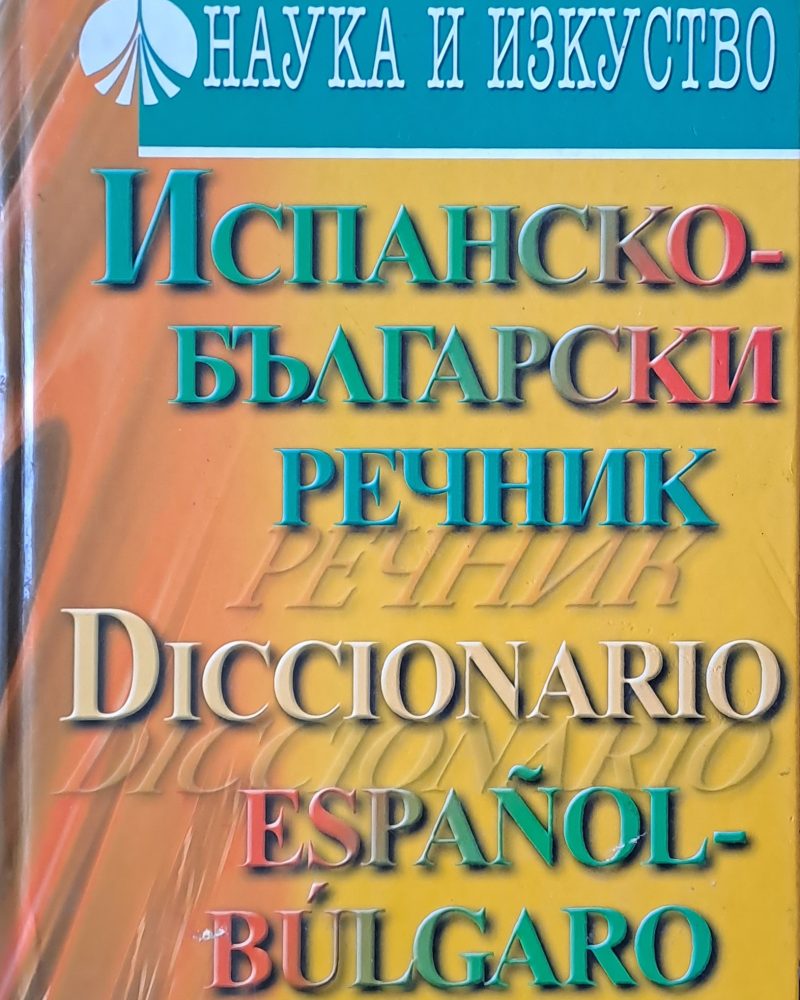 НАУКА И ИЗКУСТВО
ИСПАНСКО-
БЪЛГАРСКИ
РЕЧНИК
РЕЧНИК
DICCIONARIO
DICCIONARIO
ESPAÑOL-
BÚLGARO